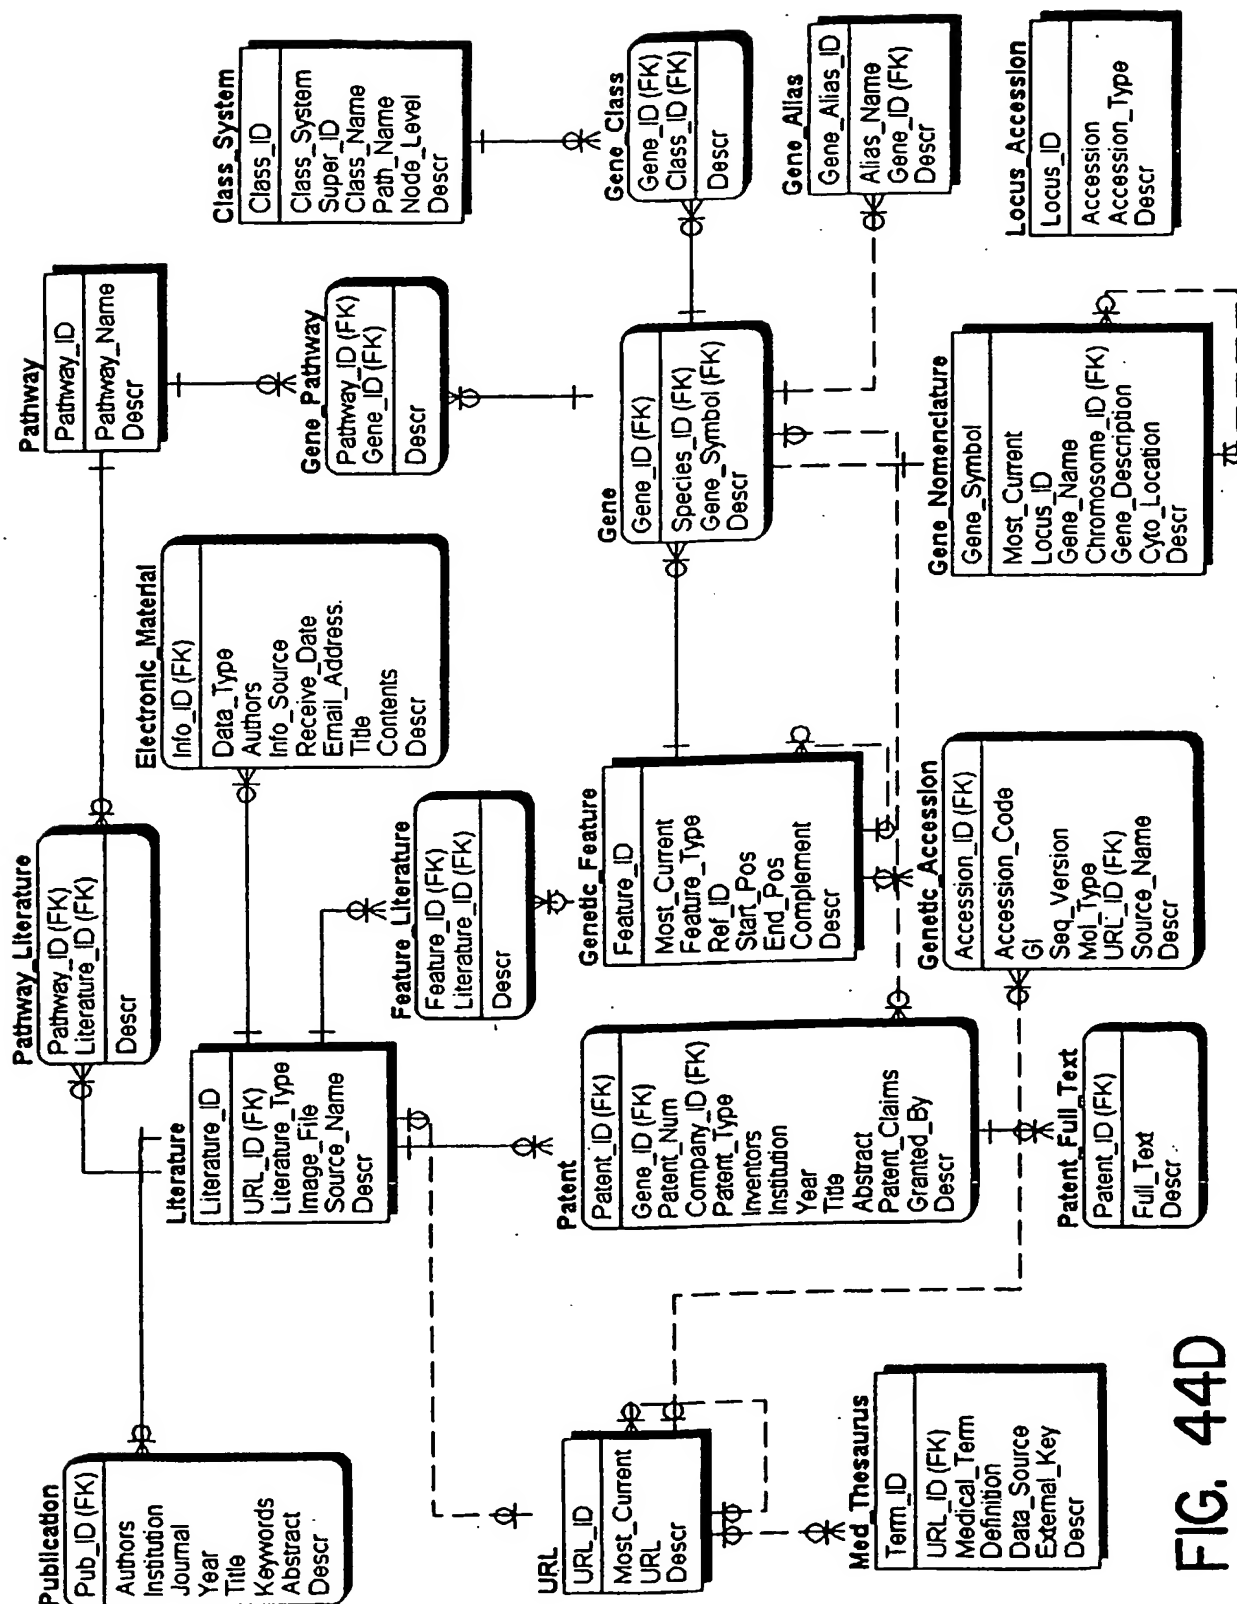 Publication
Pub_ID (FK)
Authors
Institution
Journal
Year
Title
Keywords
Abstract
Descr
Pathway_Literature
Pathway_ID (FK)
Literature_ID (FK)
Descr
Pathway
Pathway_ID
Pathway_Name
Descr
Literature
Literature_ID
URL_ID (FK)
Literature_Type
Image_File
Source_Name
Descr
Electronic_Material
Info_ID (FK)
Data_Type
Authors
Info_Source
Receive_Date
Email_Address.
Title
Contents
Descr
Gene_Pathway
Pathway_ID (FK)
Gene_ID (FK)
Descr
Class_System
Class_ID
Class_System
Super_ID
Class_Name
Path_Name
Node_Level
Descr
Feature_Literature
Feature_ID (FK)
Literature_ID (FK)
Descr
URL
URL_ID
Most_Current
URL
Descr
Patent
Patent_ID (FK)
Gene_ID (FK)
Patent_Num
Company_ID (FK)
Patent_Type
Inventors
Institution
Year
Title
Abstract
Patent_Claims
Granted_By
Descr
Genetic_Feature
Feature_ID
Most_Current
Feature_Type
Ref_ID
Start_Pos
End_Pos
Complement
Descr
Gene
Gene_ID (FK)
Species_ID (FK)
Gene_Symbol (FK)
Descr
Gene_Class
Gene_ID (FK)
Class_ID (FK)
Descr
Gene_Alias
Gene_Alias_ID
Alias_Name
Gene_ID (FK)
Descr
Med_Thesaurus
Term_ID
URL_ID (FK)
Medical_Term
Definition
Data_Source
External_Key
Descr
Patent_Full_Text
Patent_ID (FK)
Full_Text
Descr
Genetic_Accession
Accession_ID (FK)
Accession_Code
GI
Seq_Version
Mol_Type
URL_ID (FK)
Source_Name
Descr
Gene_Nomenclature
Gene_Symbol
Most_Current
Locus_ID
Gene_Name
Chromosome_ID (FK)
Gene_Description
Cyto_Location
Descr
Locus_Accession
Locus_ID
Accession
Accession_Type
Descr
FIG. 44D